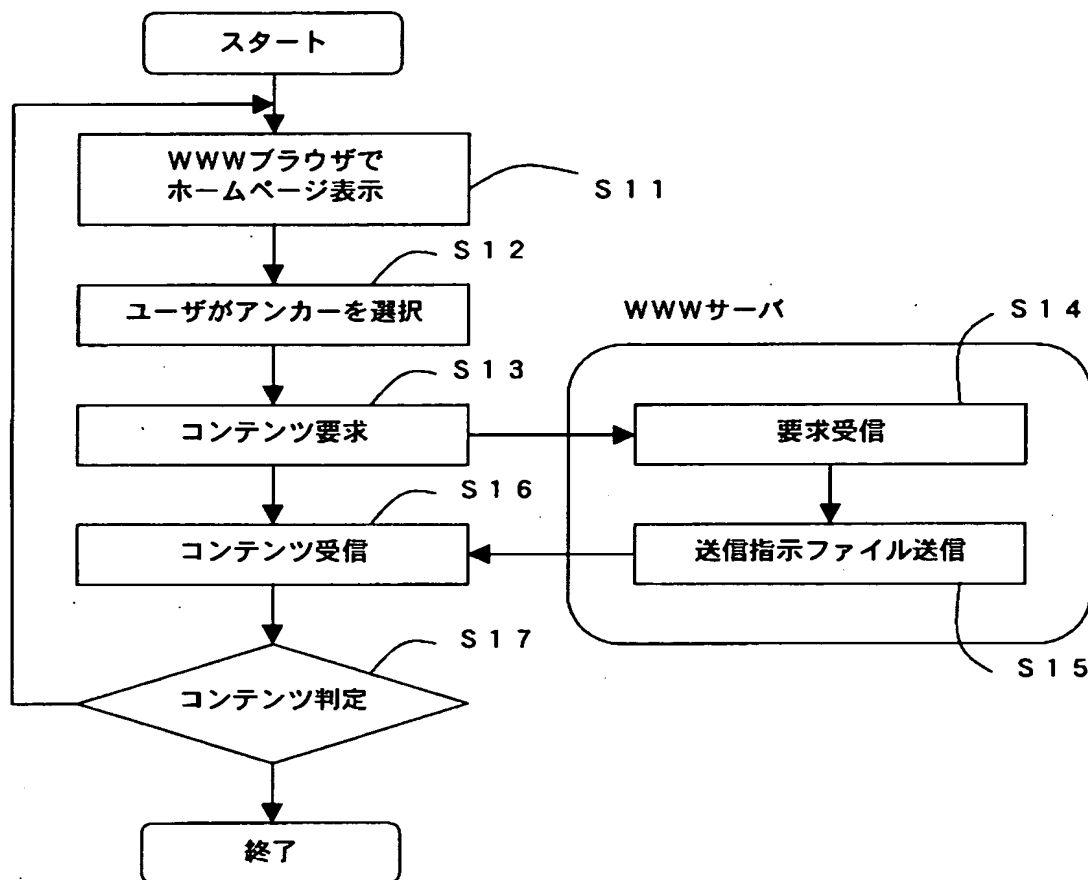 スタート
WWWブラウザで
ホームページ表示
S11
S12
ユーザがアンカーを選択
WWWサーバ
S14
S13
コンテンツ要求
要求受信
S16
コンテンツ受信
送信指示ファイル送信
S17
S15
コンテンツ判定
終了